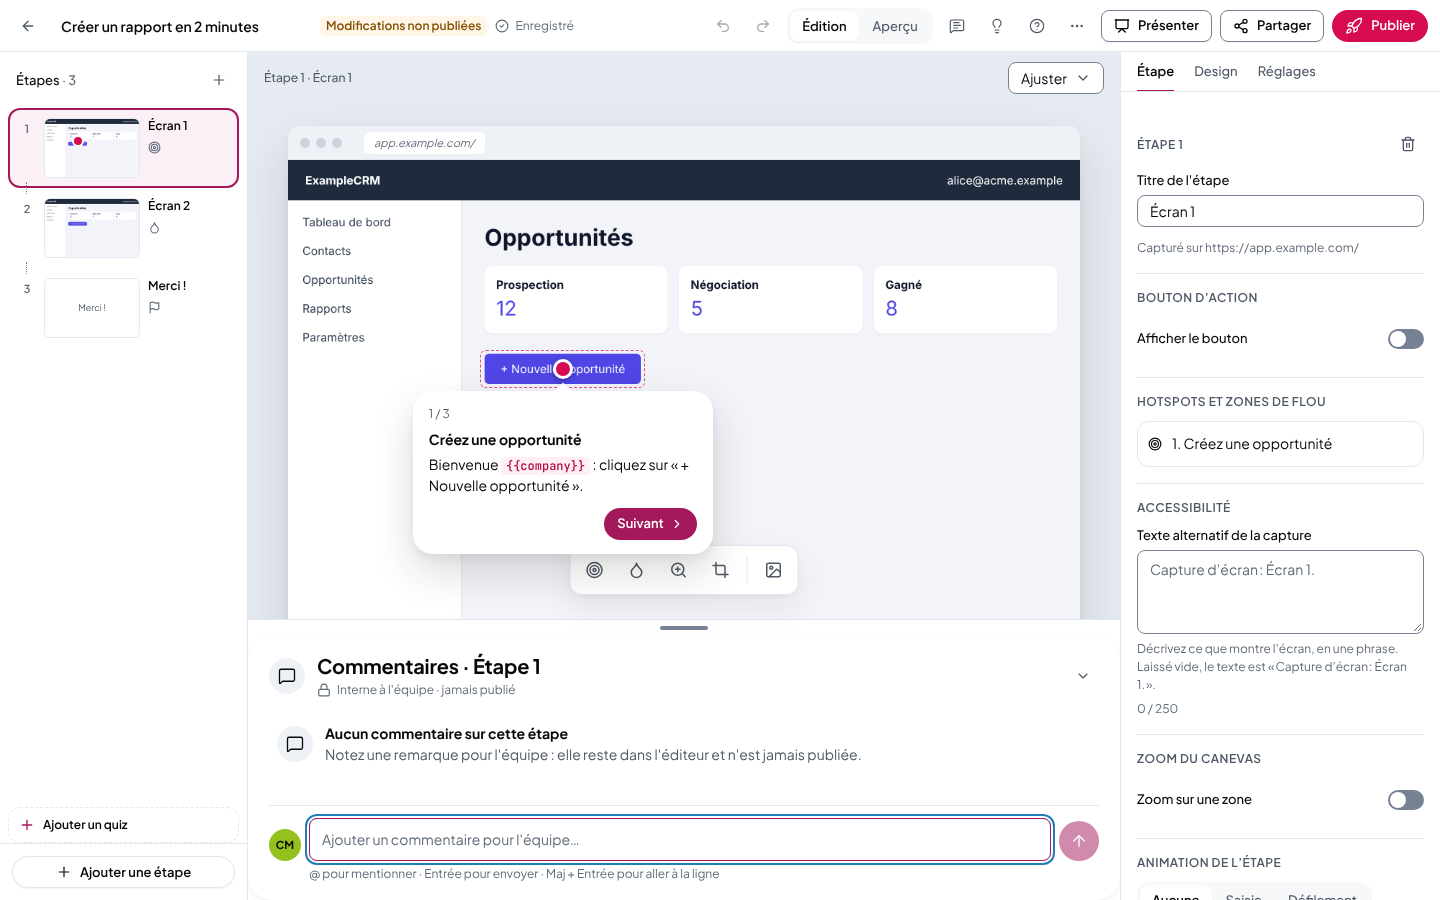 Créer un rapport en 2 minutes
Modifications non publiées
Enregistré
Édition
Aperçu
Présenter
Partager
Publier
Étapes · 3
1
Écran 1
2
Écran 2
3
Merci !
Merci !
Ajouter un quiz
Ajouter une étape
Étape 1 · Écran 1
Ajuster
app.example.com/
ExampleCRM
alice@acme.example
Tableau de bord
Contacts
Opportunités
Rapports
Paramètres
Opportunités
Prospection
12
Négociation
5
Gagné
8
1 / 3
Créez une opportunité
Bienvenue {{company}} : cliquez sur « +
Nouvelle opportunité ».
Suivant
Commentaires · Étape 1
Interne à l'équipe · jamais publié
Aucun commentaire sur cette étape
Notez une remarque pour l'équipe : elle reste dans l'éditeur et n'est jamais publiée.
CM
Ajouter un commentaire pour l'équipe...
@ pour mentionner · Entrée pour envoyer · Maj + Entrée pour aller à la ligne
Étape
Design
Réglages
ÉTAPE 1
Titre de l'étape
Écran 1
Capturé sur https://app.example.com/
BOUTON D'ACTION
Afficher le bouton
HOTSPOTS ET ZONES DE FLOU
1. Créez une opportunité
ACCESSIBILITÉ
Texte alternatif de la capture
Capture d'écran : Écran 1.
Décrivez ce que montre l'écran, en une phrase.
Laissé vide, le texte est « Capture d'écran : Écran
1. ».
0 / 250
ZOOM DU CANEVAS
Zoom sur une zone
ANIMATION DE L'ÉTAPE
Aucune
Saisie
Défilement